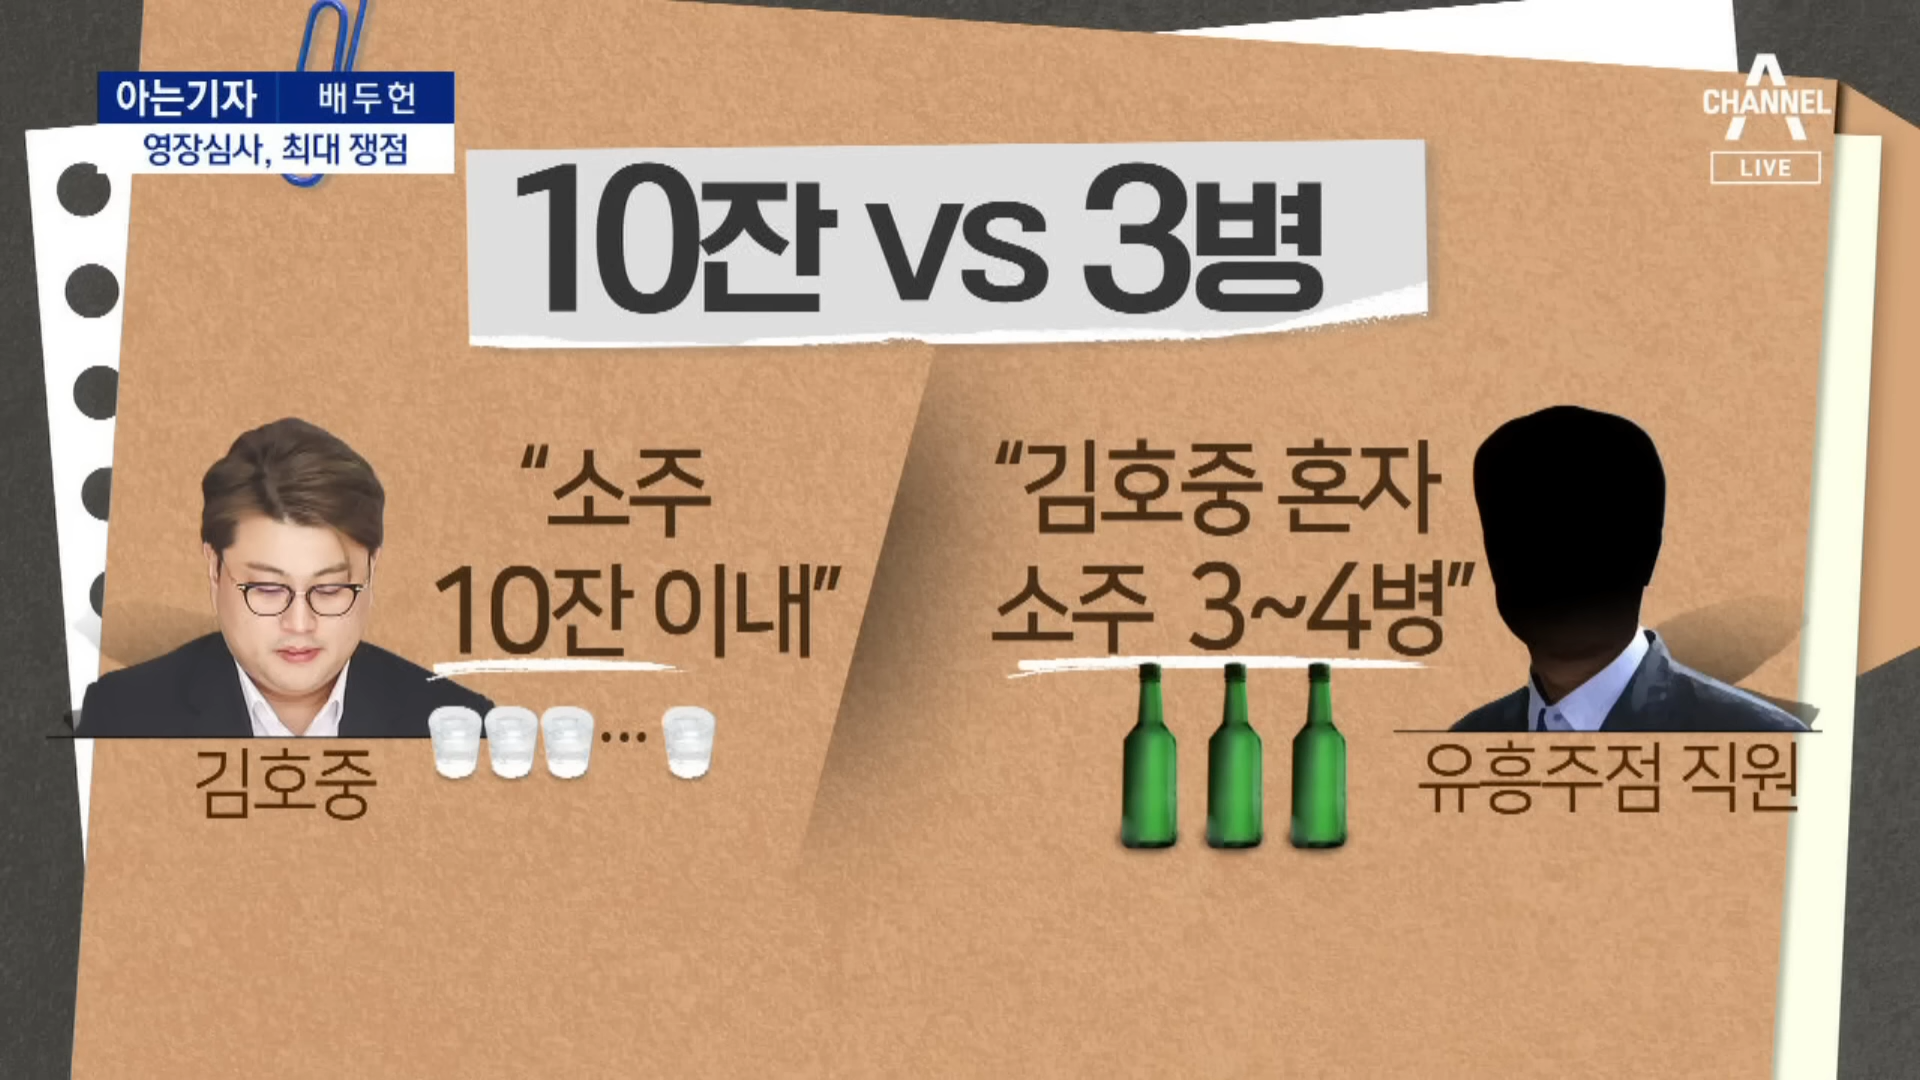 아는기자 배두헌
영장심사, 최대 쟁점
CHANNEL A
LIVE
10잔 vs 3병
“소주
10잔 이내”
김호중
“김호중 혼자
소주 3~4병”
유흥주점 직원